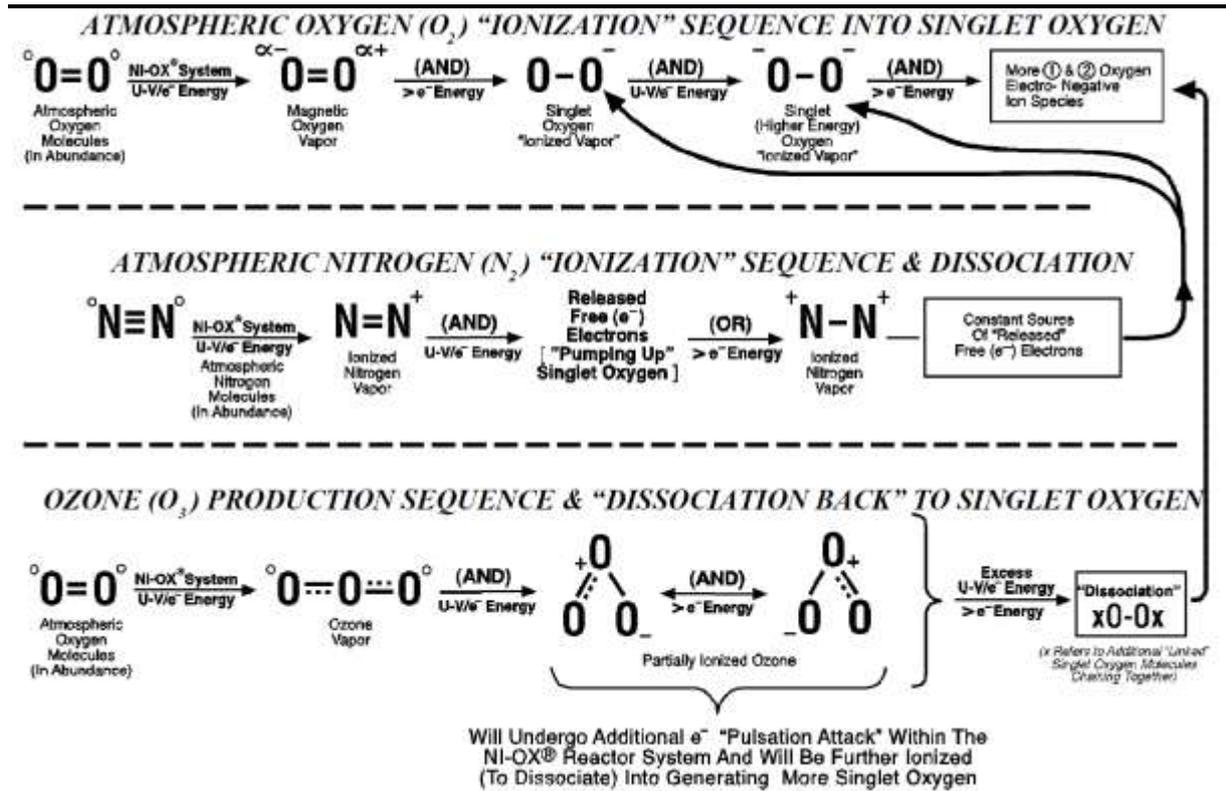 ATMOSPHERIC OXYGEN (O2) “IONIZATION” SEQUENCE INTO SINGLET OXYGEN
°O=O° NI-OX® System U-V/e⁻ Energy ∝− O=O ∝+ (AND) >e⁻ Energy O-O⁻ (AND) U-V/e⁻ Energy ⁻O-O⁻ (AND) >e⁻ Energy
Atmospheric
Oxygen
Molecules
(In Abundance)
Magnetic
Oxygen
Vapor
Singlet
Oxygen
"Ionized Vapor"
Singlet
(Higher Energy)
Oxygen
"Ionized Vapor"
More ① & ② Oxygen
Electro- Negative
Ion Species
ATMOSPHERIC NITROGEN (N2) “IONIZATION” SEQUENCE & DISSOCIATION
°N≡N° NI-OX® System U-V/e⁻ Energy N=N⁺ (AND) U-V/e⁻ Energy
Atmospheric
Nitrogen
Molecules
(In Abundance)
Ionized
Nitrogen
Vapor
Released
Free (e⁻)
Electrons
[ "Pumping Up"
Singlet Oxygen ]
(OR)
>e⁻ Energy
⁺N-N⁺
Ionized
Nitrogen
Vapor
Constant Source
Of "Released"
Free (e⁻) Electrons
OZONE (O3) PRODUCTION SEQUENCE & “DISSOCIATION BACK” TO SINGLET OXYGEN
°O=O° NI-OX® System U-V/e⁻ Energy °O O O° (AND) U-V/e⁻ Energy
Atmospheric
Oxygen
Molecules
(In Abundance)
Ozone
Vapor
+ O
O O −
(AND)
>e⁻ Energy
O +
− O O
Partially Ionized Ozone
Excess
U-V/e⁻ Energy
>e⁻ Energy
"Dissociation"
xO-Ox
(x Refers to Additional "Linked"
Singlet Oxygen Molecules
Chaining Together)
Will Undergo Additional e⁻ "Pulsation Attack" Within The
NI-OX® Reactor System And Will Be Further Ionized
(To Dissociate) Into Generating More Singlet Oxygen